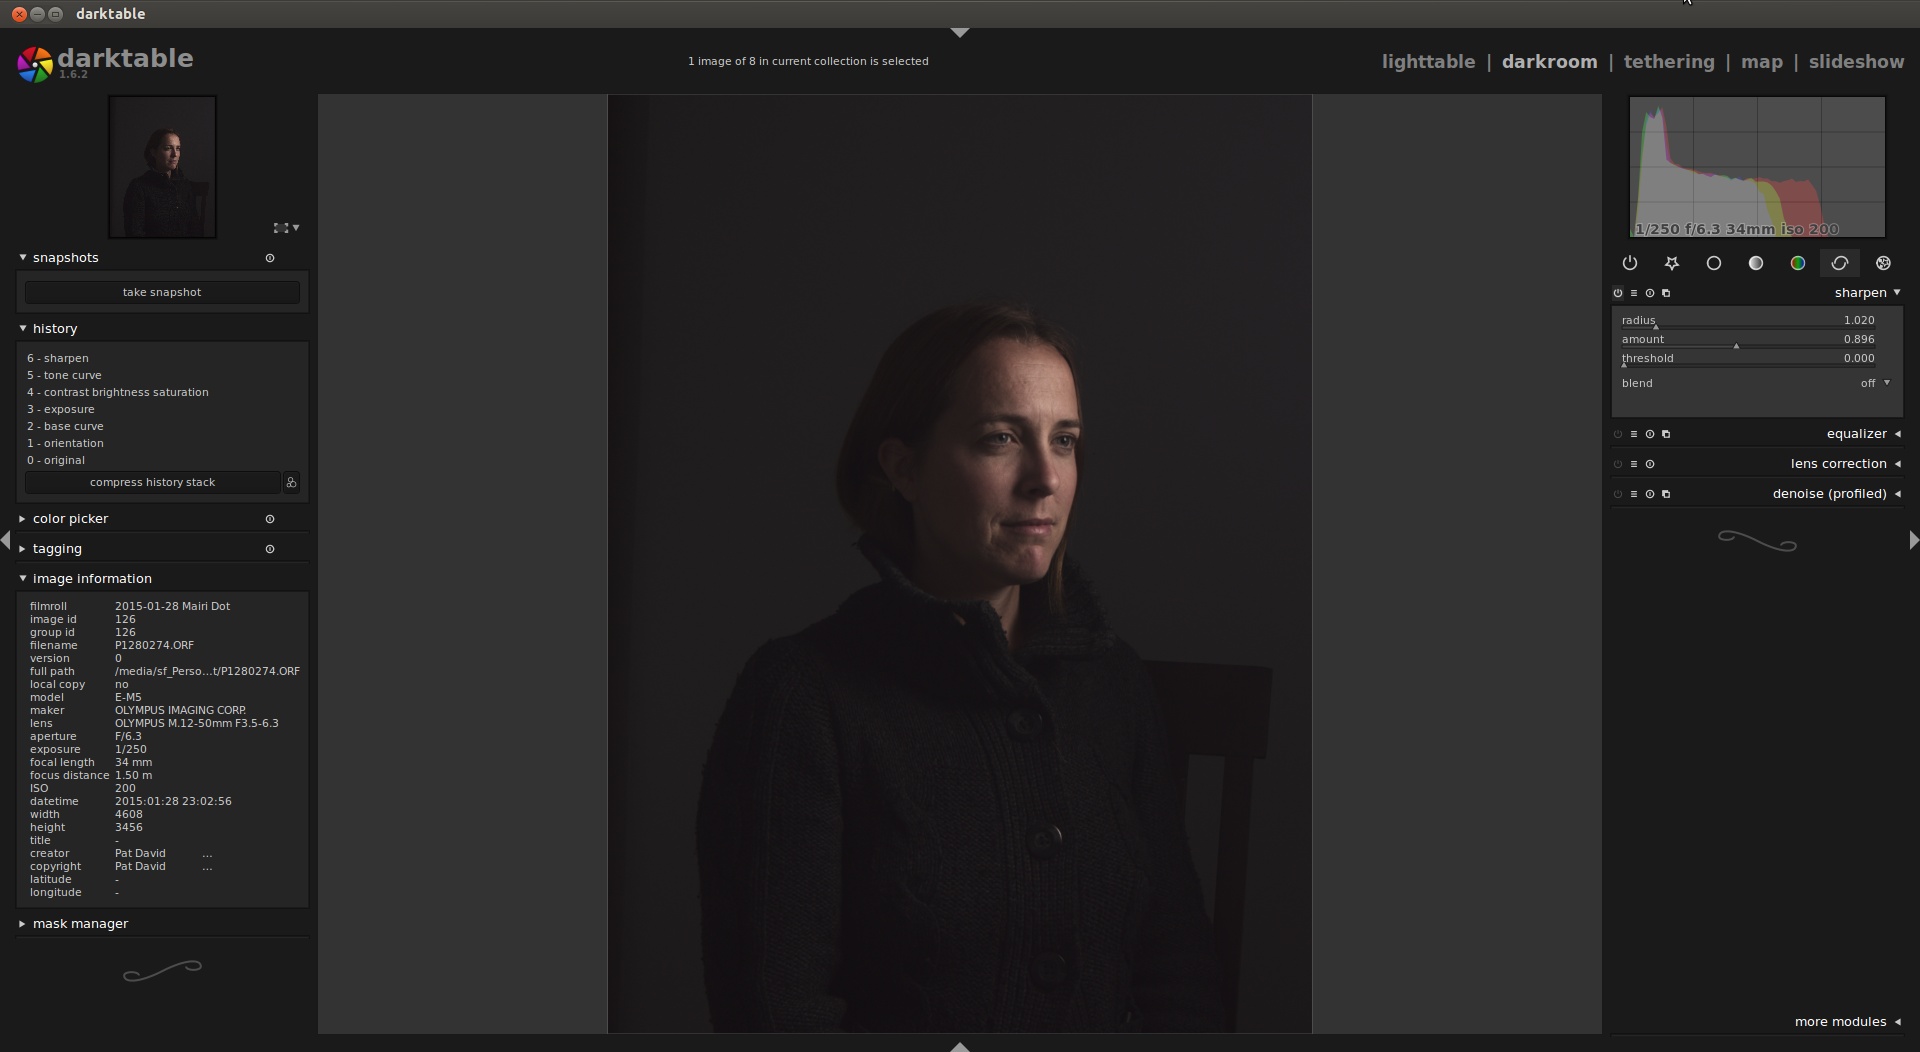 darktable
darktable
1.6.2
1 image of 8 in current collection is selected
lighttable | darkroom | tethering | map | slideshow
snapshots
take snapshot
history
6 - sharpen
5 - tone curve
4 - contrast brightness saturation
3 - exposure
2 - base curve
1 - orientation
0 - original
compress history stack
color picker
tagging
image information
filmroll 2015-01-28 Mairi Dot
image id 126
group id 126
filename P1280274.ORF
version 0
full path /media/sf_Perso...t/P1280274.ORF
local copy no
model E-M5
maker OLYMPUS IMAGING CORP.
lens OLYMPUS M.12-50mm F3.5-6.3
aperture F/6.3
exposure 1/250
focal length 34 mm
focus distance 1.50 m
ISO 200
datetime 2015:01:28 23:02:56
width 4608
height 3456
title -
creator Pat David ...
copyright Pat David ...
latitude -
longitude -
mask manager
1/250 f/6.3 34mm iso 200
sharpen
radius 1.020
amount 0.896
threshold 0.000
blend off
equalizer
lens correction
denoise (profiled)
more modules